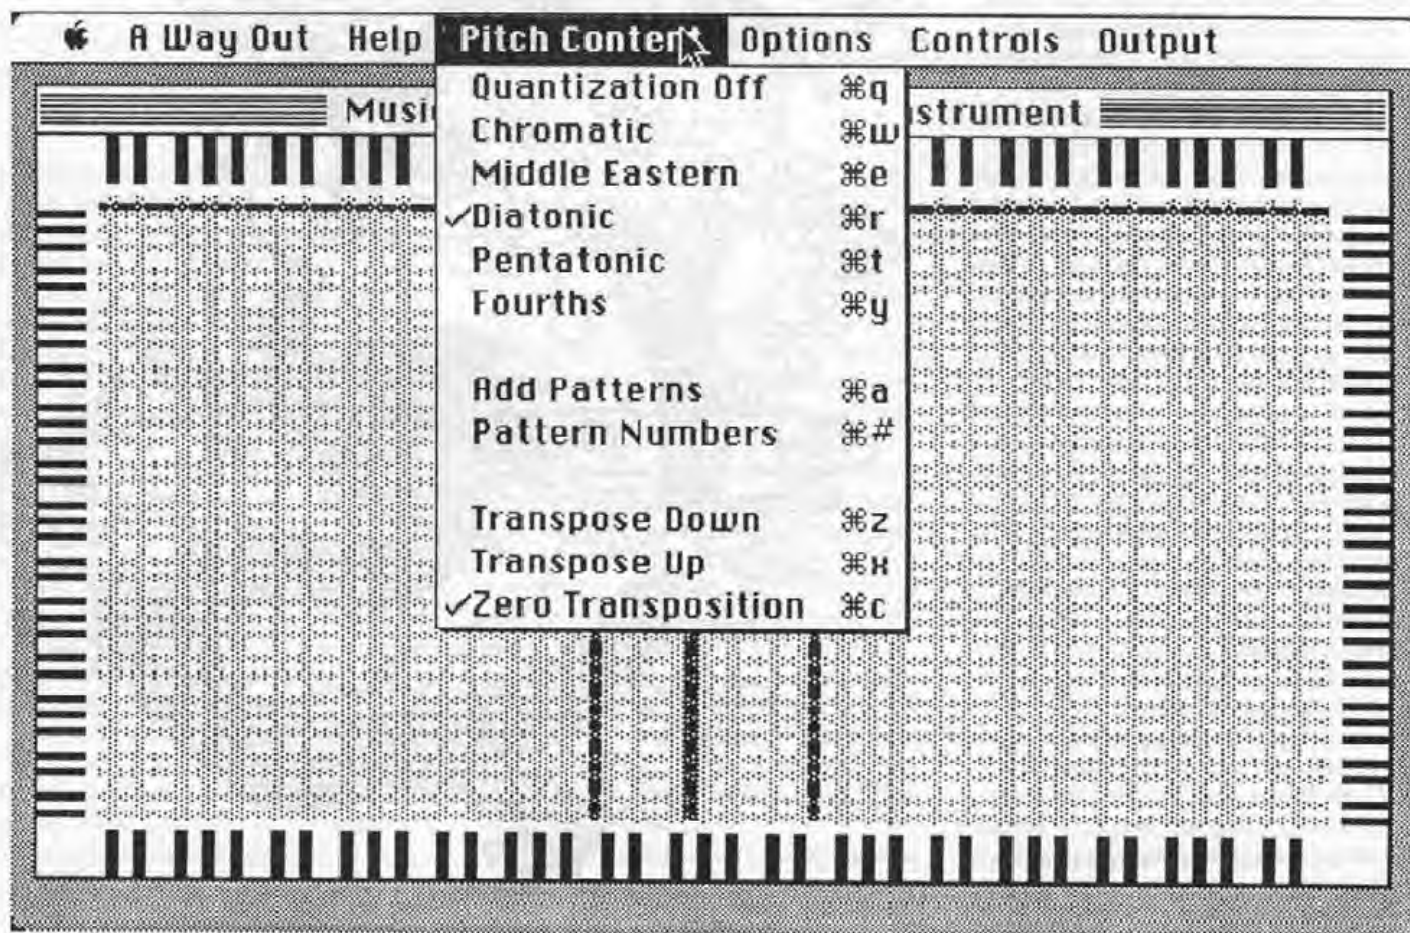 A Way Out Help Pitch Content Options Controls Output
Musi strument
Quantization Off ⌘q
Chromatic ⌘w
Middle Eastern ⌘e
✓Diatonic ⌘r
Pentatonic ⌘t
Fourths ⌘y
Add Patterns ⌘a
Pattern Numbers ⌘#
Transpose Down ⌘z
Transpose Up ⌘x
✓Zero Transposition ⌘c